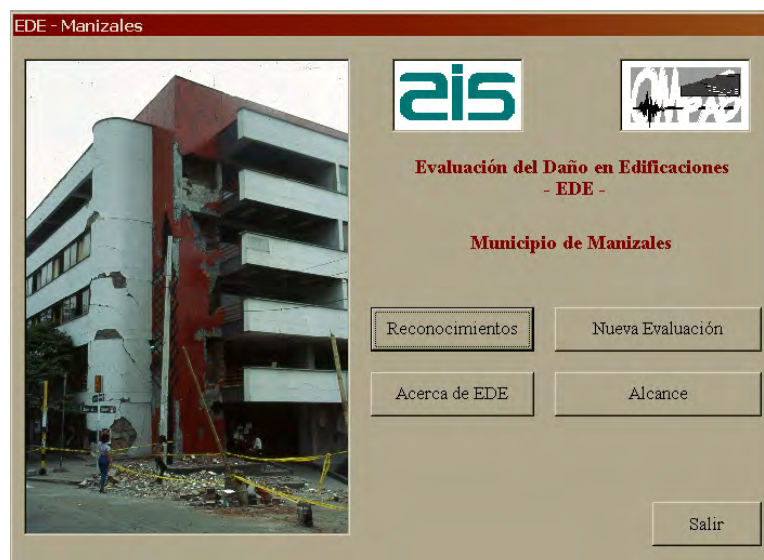 EDE - Manizales
ais
OMPAD
Evaluación del Daño en Edificaciones
- EDE -
Municipio de Manizales
Reconocimientos
Nueva Evaluación
Acerca de EDE
Alcance
Salir